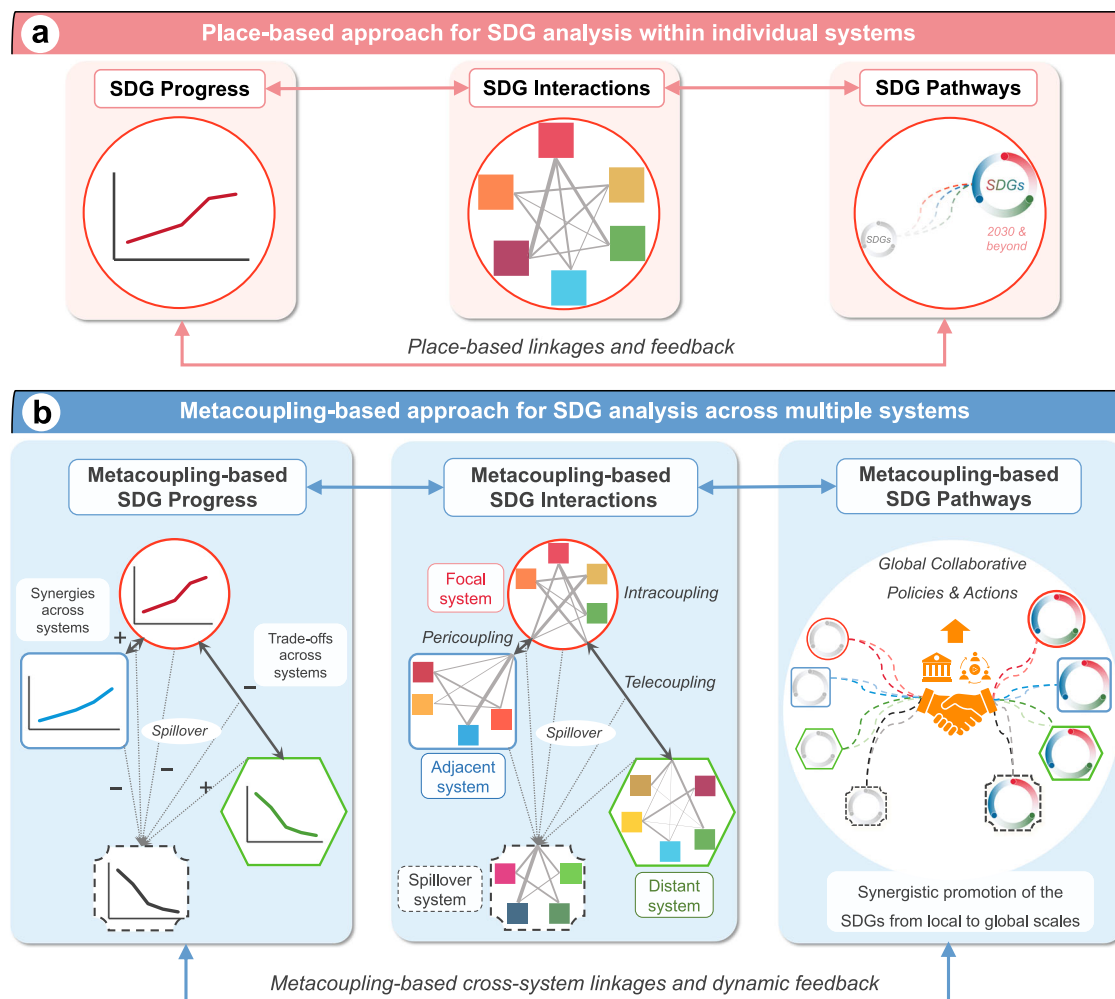 a
Place-based approach for SDG analysis within individual systems
SDG Progress
SDG Interactions
SDG Pathways
SDGs
SDGs
2030 &
beyond
Place-based linkages and feedback
b
Metacoupling-based approach for SDG analysis across multiple systems
Metacoupling-based
SDG Progress
Metacoupling-based
SDG Interactions
Metacoupling-based
SDG Pathways
Synergies
across
systems
+
Trade-offs
across
systems
−
Spillover
−
−
+
Focal
system
Intracoupling
Pericoupling
Telecoupling
Spillover
Adjacent
system
Spillover
system
Distant
system
Global Collaborative
Policies & Actions
Synergistic promotion of the
SDGs from local to global scales
Metacoupling-based cross-system linkages and dynamic feedback